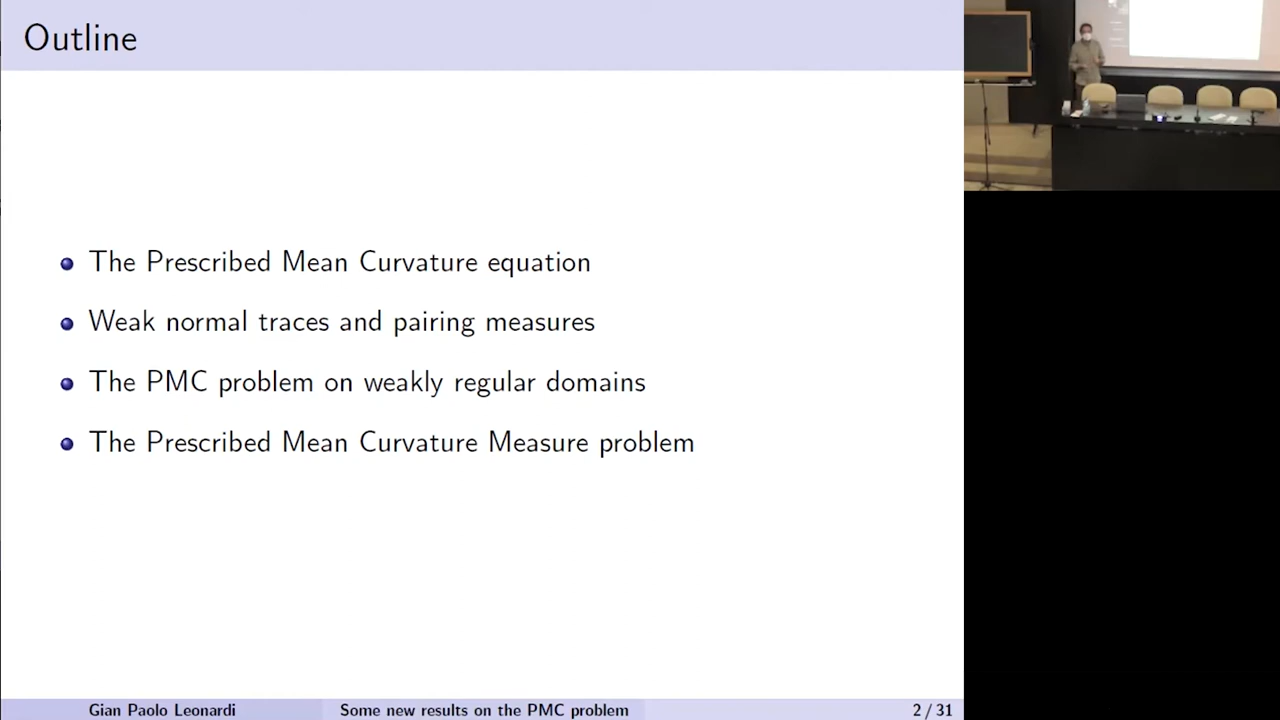 Outline
The Prescribed Mean Curvature equation
Weak normal traces and pairing measures
The PMC problem on weakly regular domains
The Prescribed Mean Curvature Measure problem
Gian Paolo Leonardi
Some new results on the PMC problem
2 / 31